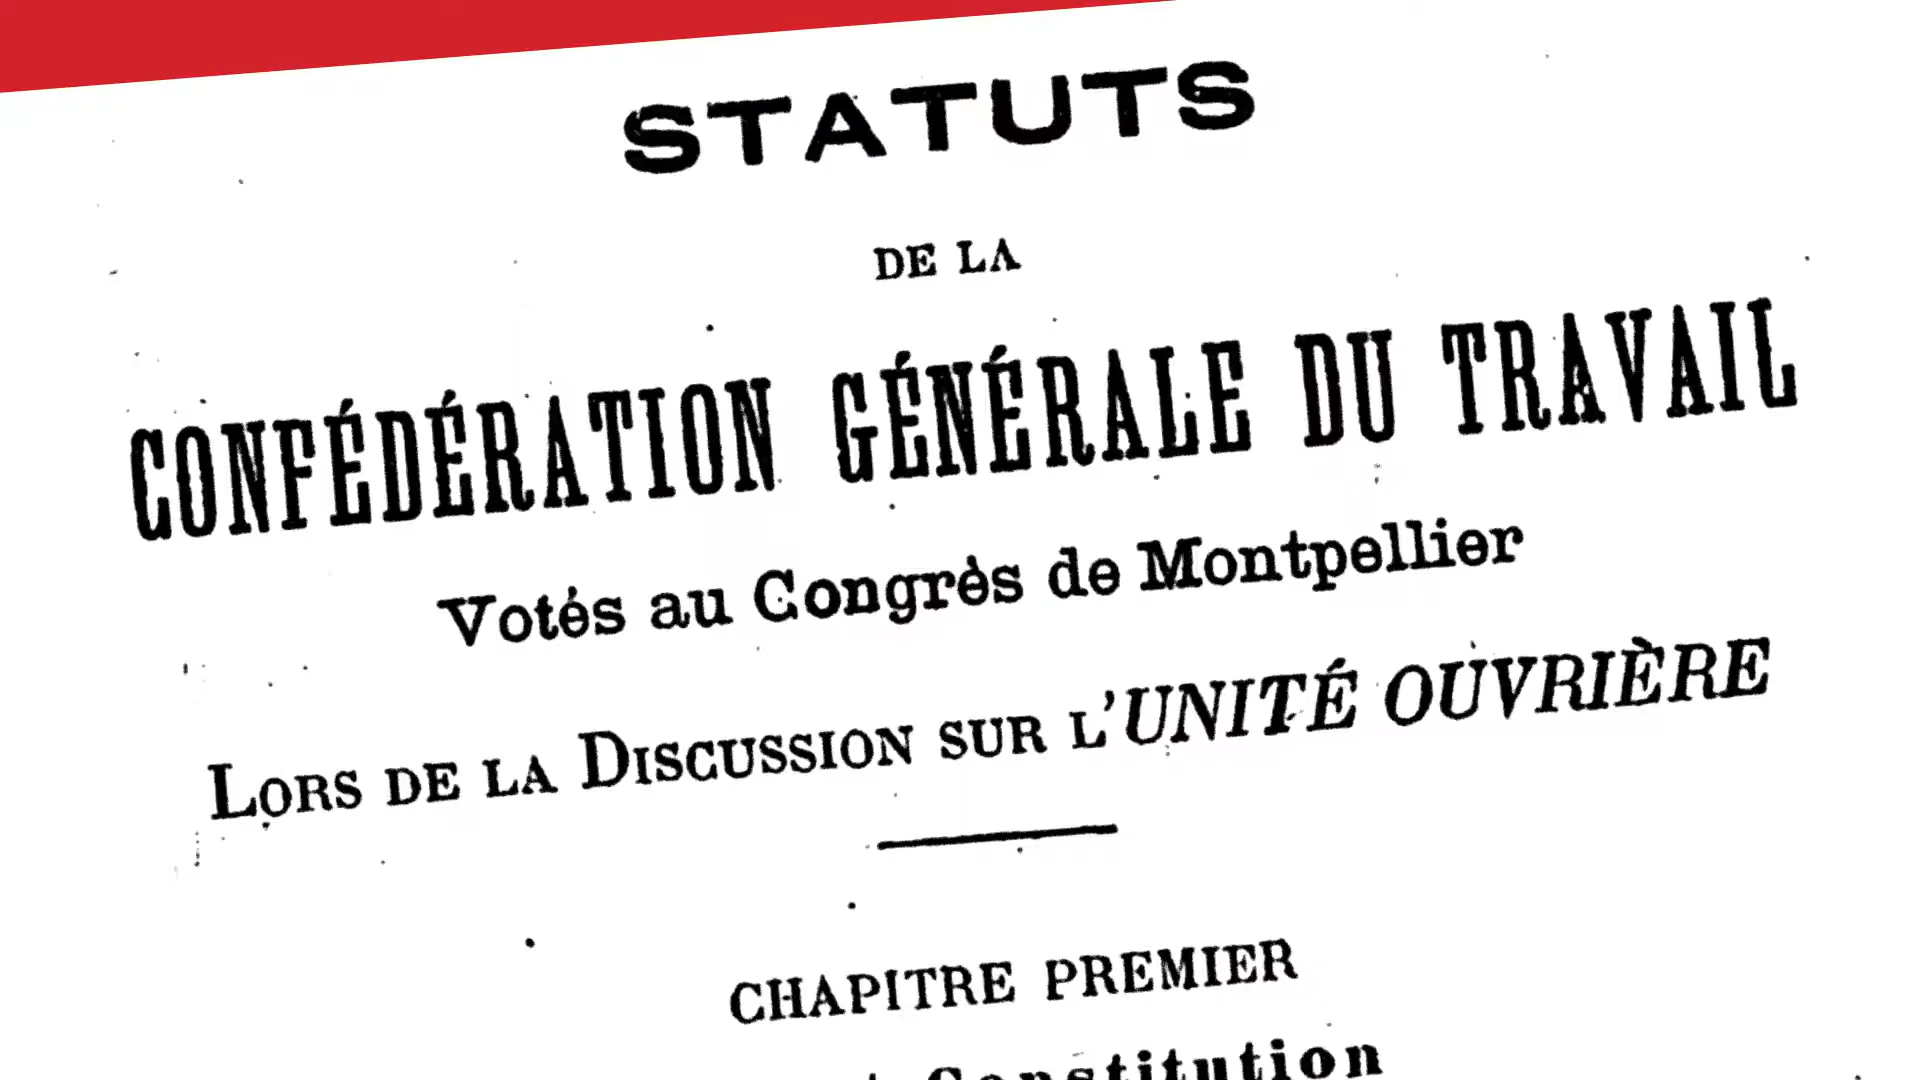 STATUTS
DE LA
CONFÉDÉRATION GÉNÉRALE DU TRAVAIL
Votés au Congrès de Montpellier
LORS DE LA DISCUSSION SUR L'UNITÉ OUVRIÈRE
CHAPITRE PREMIER
Constitution